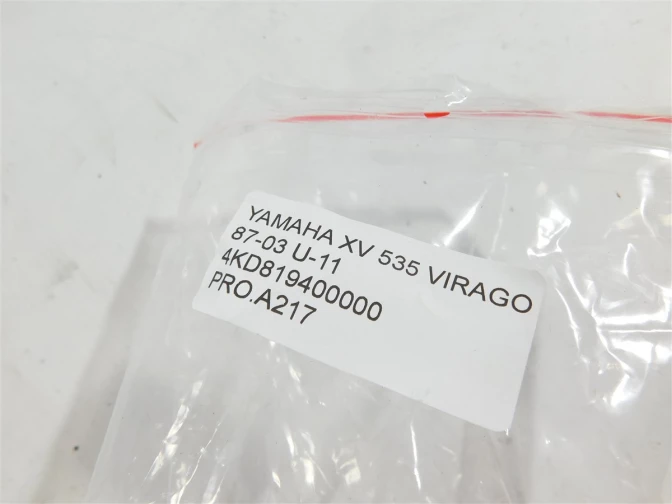 YAMAHA XV 535 VIRAGO
87-03 U-11
4KD819400000
PRO.A217